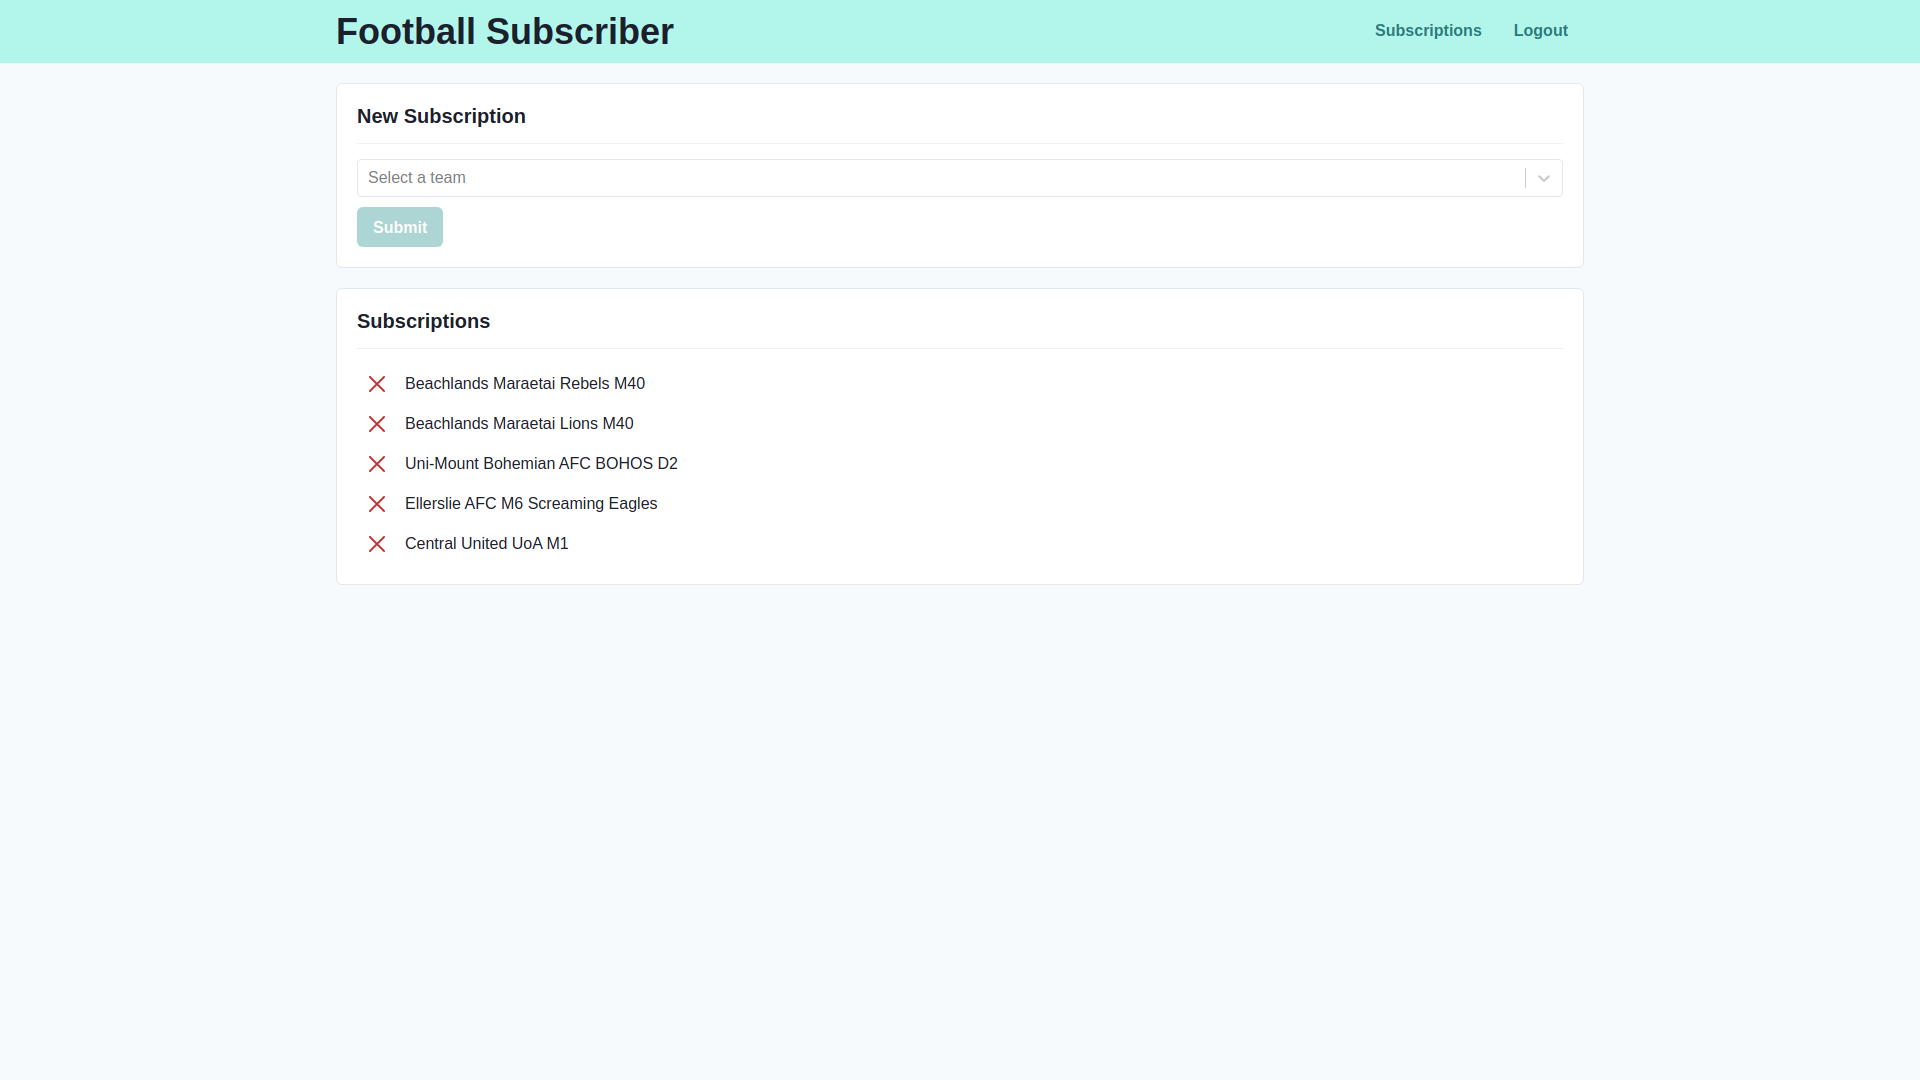 Football Subscriber
Subscriptions
Logout
New Subscription
Select a team
Submit
Subscriptions
Beachlands Maraetai Rebels M40
Beachlands Maraetai Lions M40
Uni-Mount Bohemian AFC BOHOS D2
Ellerslie AFC M6 Screaming Eagles
Central United UoA M1